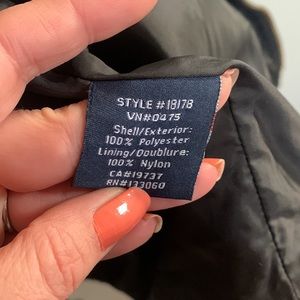 STYLE #18178
VN#0475
Shell/Exterior:
100% Polyester
Lining/Doublure:
100% Nylon
CA#19737
RN#133060